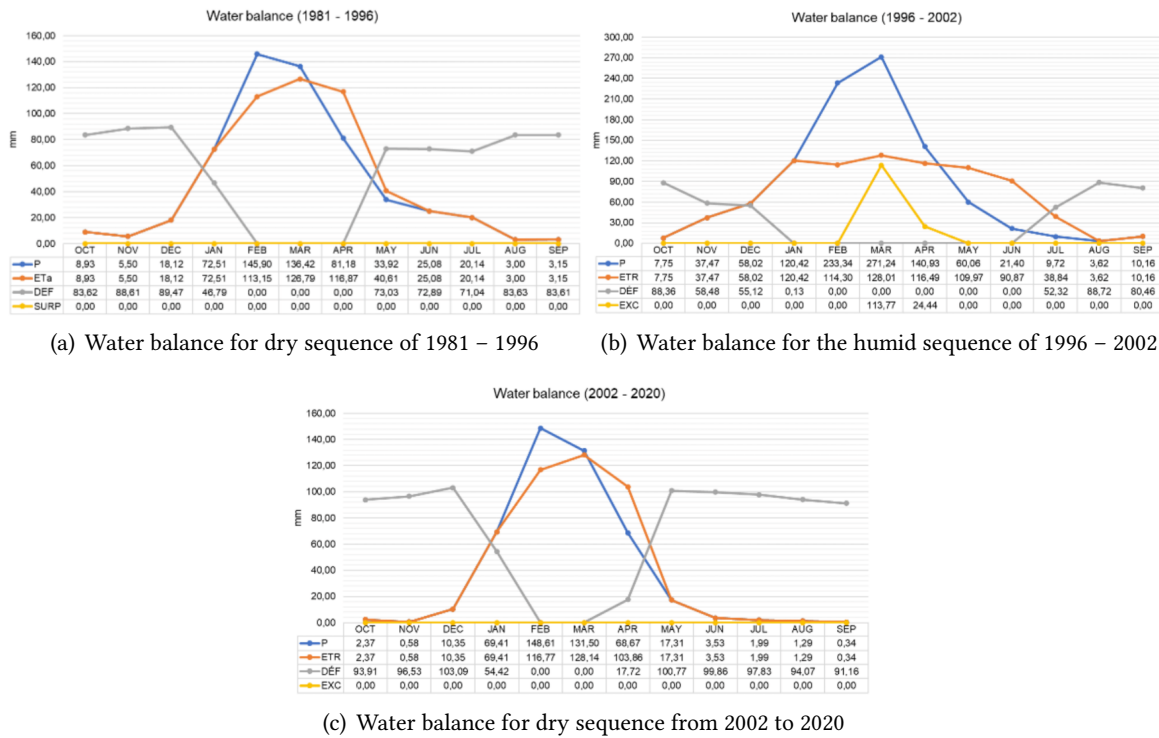 Water balance (1981 - 1996)
160,00
140,00
120,00
100,00
80,00
60,00
40,00
20,00
0,00
mm
OCT NOV DÉC JAN FEB MAR APR MAY JUN JUL AUG SEP
P 8,93 5,50 18,12 72,51 145,90 136,42 81,18 33,92 25,08 20,14 3,00 3,15
ETa 8,93 5,50 18,12 72,51 113,15 126,79 116,87 40,61 25,08 20,14 3,00 3,15
DEF 83,62 88,61 89,47 46,79 0,00 0,00 0,00 73,03 72,89 71,04 83,63 83,61
SURP 0,00 0,00 0,00 0,00 0,00 0,00 0,00 0,00 0,00 0,00 0,00 0,00
(a) Water balance for dry sequence of 1981 – 1996
Water balance (1996 - 2002)
300,00
270,00
240,00
210,00
180,00
150,00
120,00
90,00
60,00
30,00
0,00
mm
OCT NOV DEC JAN FEB MAR APR MAY JUN JUL AUG SEP
P 7,75 37,47 58,02 120,42 233,34 271,24 140,93 60,06 21,40 9,72 3,62 10,16
ETR 7,75 37,47 58,02 120,42 114,30 128,01 116,49 109,97 90,87 38,84 3,62 10,16
DÉF 88,36 58,48 55,12 0,13 0,00 0,00 0,00 0,00 0,00 52,32 88,72 80,46
EXC 0,00 0,00 0,00 0,00 0,00 113,77 24,44 0,00 0,00 0,00 0,00 0,00
(b) Water balance for the humid sequence of 1996 – 2002
Water balance (2002 - 2020)
160,00
140,00
120,00
100,00
80,00
60,00
40,00
20,00
0,00
mm
OCT NOV DEC JAN FEB MAR APR MAY JUN JUL AUG SEP
P 2,37 0,58 10,35 69,41 148,61 131,50 68,67 17,31 3,53 1,99 1,29 0,34
ETR 2,37 0,58 10,35 69,41 116,77 128,14 103,86 17,31 3,53 1,99 1,29 0,34
DÉF 93,91 96,53 103,09 54,42 0,00 0,00 17,72 100,77 99,86 97,83 94,07 91,16
EXC 0,00 0,00 0,00 0,00 0,00 0,00 0,00 0,00 0,00 0,00 0,00 0,00
(c) Water balance for dry sequence from 2002 to 2020